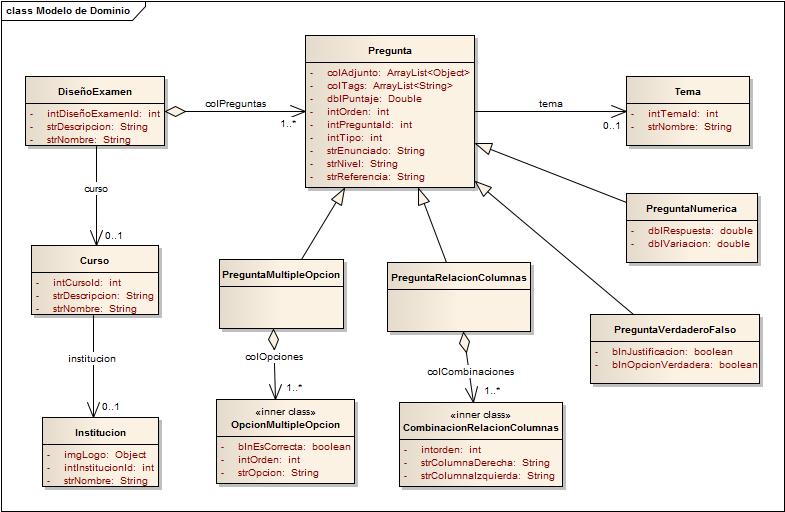 class Modelo de Dominio
DiseñoExamen
- intDiseñoExamenId: int
- strDescripcion: String
- strNombre: String
colPreguntas
1..*
Pregunta
- colAdjunto: ArrayList<Object>
- colTags: ArrayList<String>
- dblPuntaje: Double
- intOrden: int
- intPreguntaId: int
- intTipo: int
- strEnunciado: String
- strNivel: String
- strReferencia: String
tema
0..1
Tema
- intTemaId: int
- strNombre: String
curso
0..1
Curso
- intCursoId: int
- strDescripcion: String
- strNombre: String
institucion
0..1
Institucion
- imgLogo: Object
- intInstitucionId: int
- strNombre: String
PreguntaMultipleOpcion
colOpciones
1..*
«inner class»
OpcionMultipleOpcion
- blnEsCorrecta: boolean
- intOrden: int
- strOpcion: String
PreguntaRelacionColumnas
colCombinaciones
1..*
«inner class»
CombinacionRelacionColumnas
- intorden: int
- strColumnaDerecha: String
- strColumnaIzquierda: String
PreguntaNumerica
- dblRespuesta: double
- dblVariacion: double
PreguntaVerdaderoFalso
- blnJustificacion: boolean
- blnOpcionVerdadera: boolean